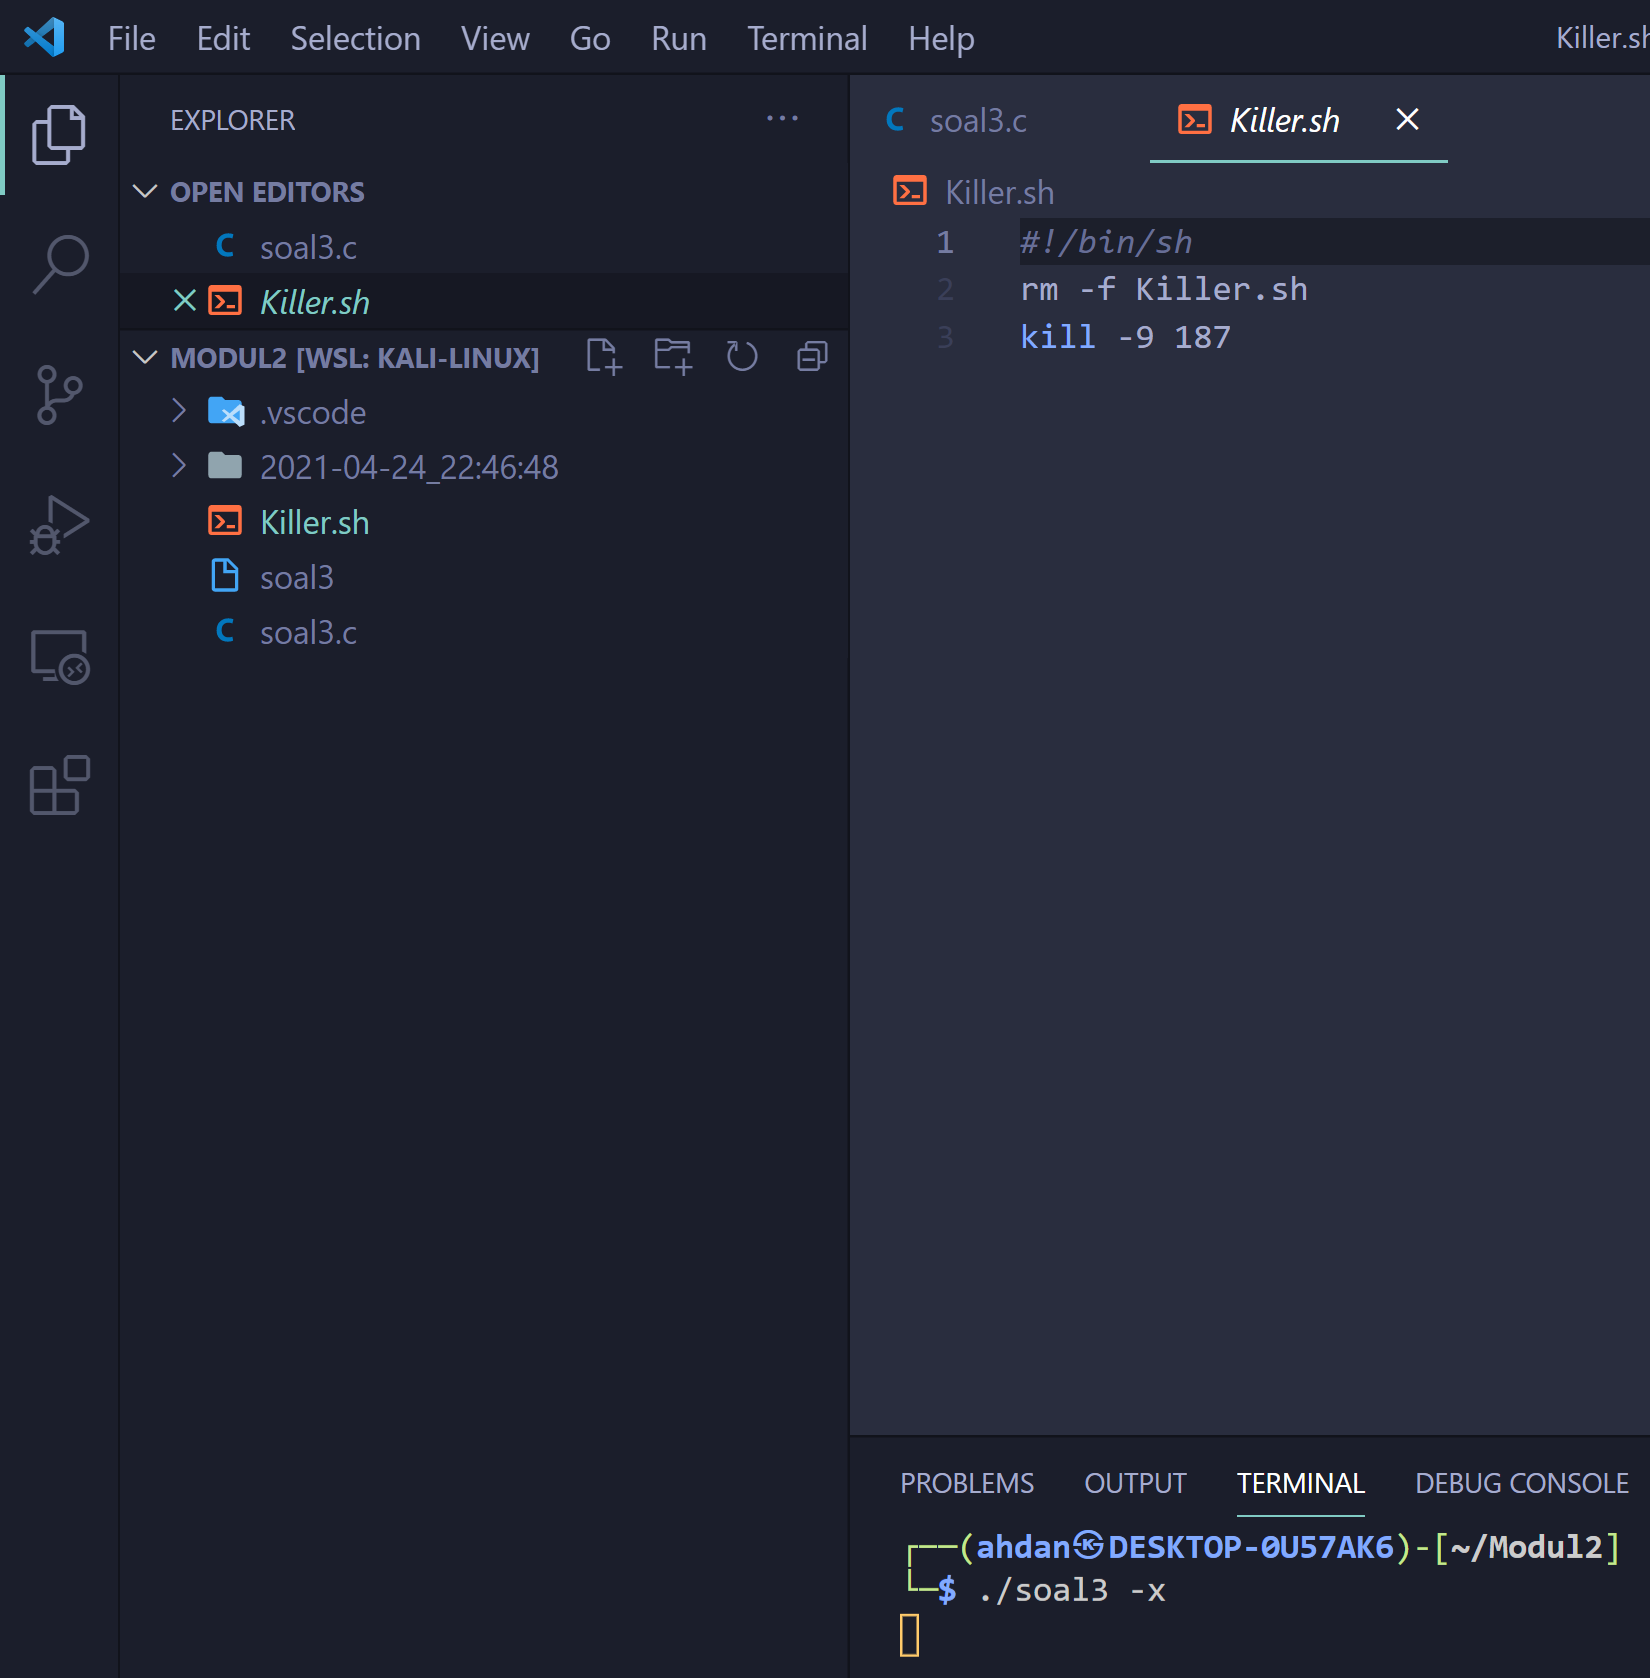 File Edit Selection View Go Run Terminal Help
EXPLORER
OPEN EDITORS
soal3.c
Killer.sh
MODUL2 [WSL: KALI-LINUX]
.vscode
2021-04-24_22:46:48
Killer.sh
soal3
soal3.c
soal3.c Killer.sh
Killer.sh
1 #!/bin/sh
2 rm -f Killer.sh
3 kill -9 187
PROBLEMS OUTPUT TERMINAL DEBUG CONSOLE
┌──(ahdan㉿DESKTOP-0U57AK6)-[~/Modul2]
└─$ ./soal3 -x